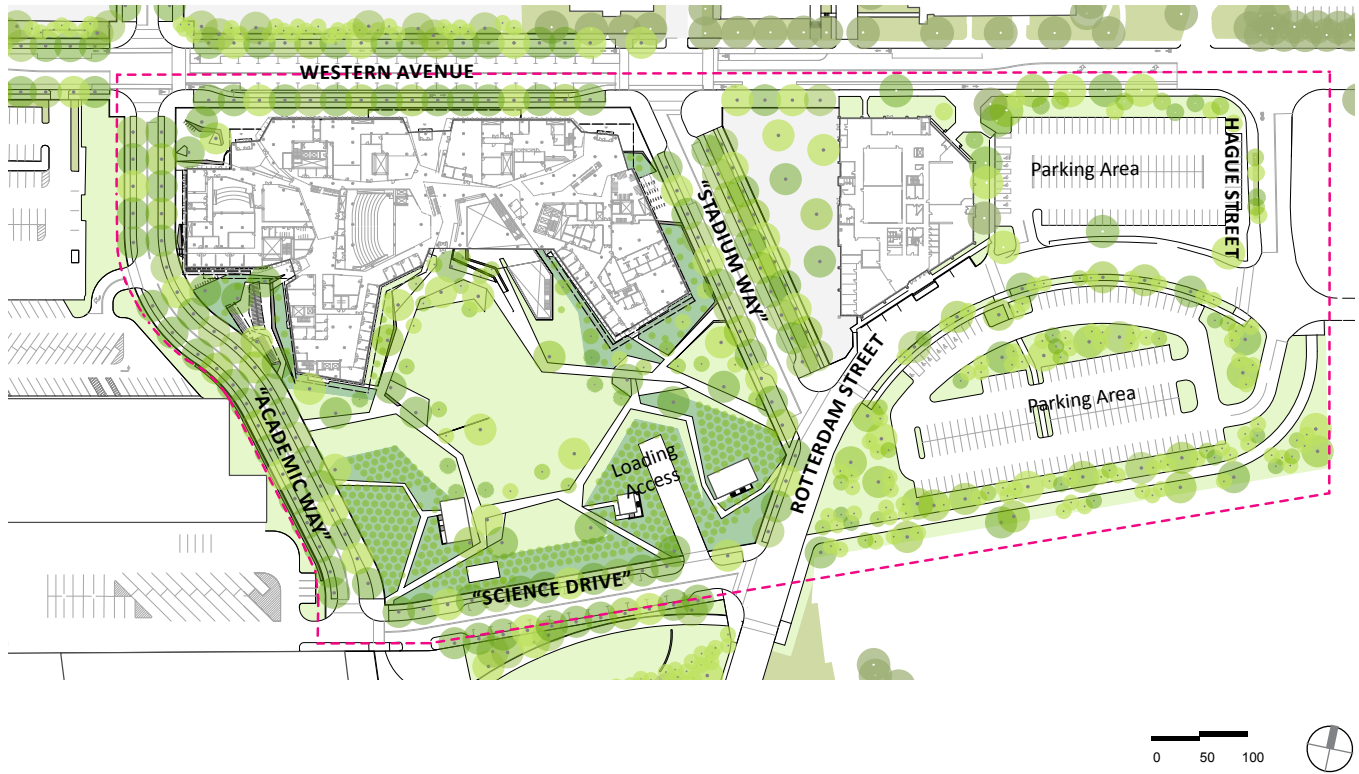 WESTERN AVENUE
HAGUE STREET
Parking Area
"STADIUM WAY"
ROTTERDAM STREET
Parking Area
"ACADEMIC WAY"
Loading
Access
"SCIENCE DRIVE"
0 50 100